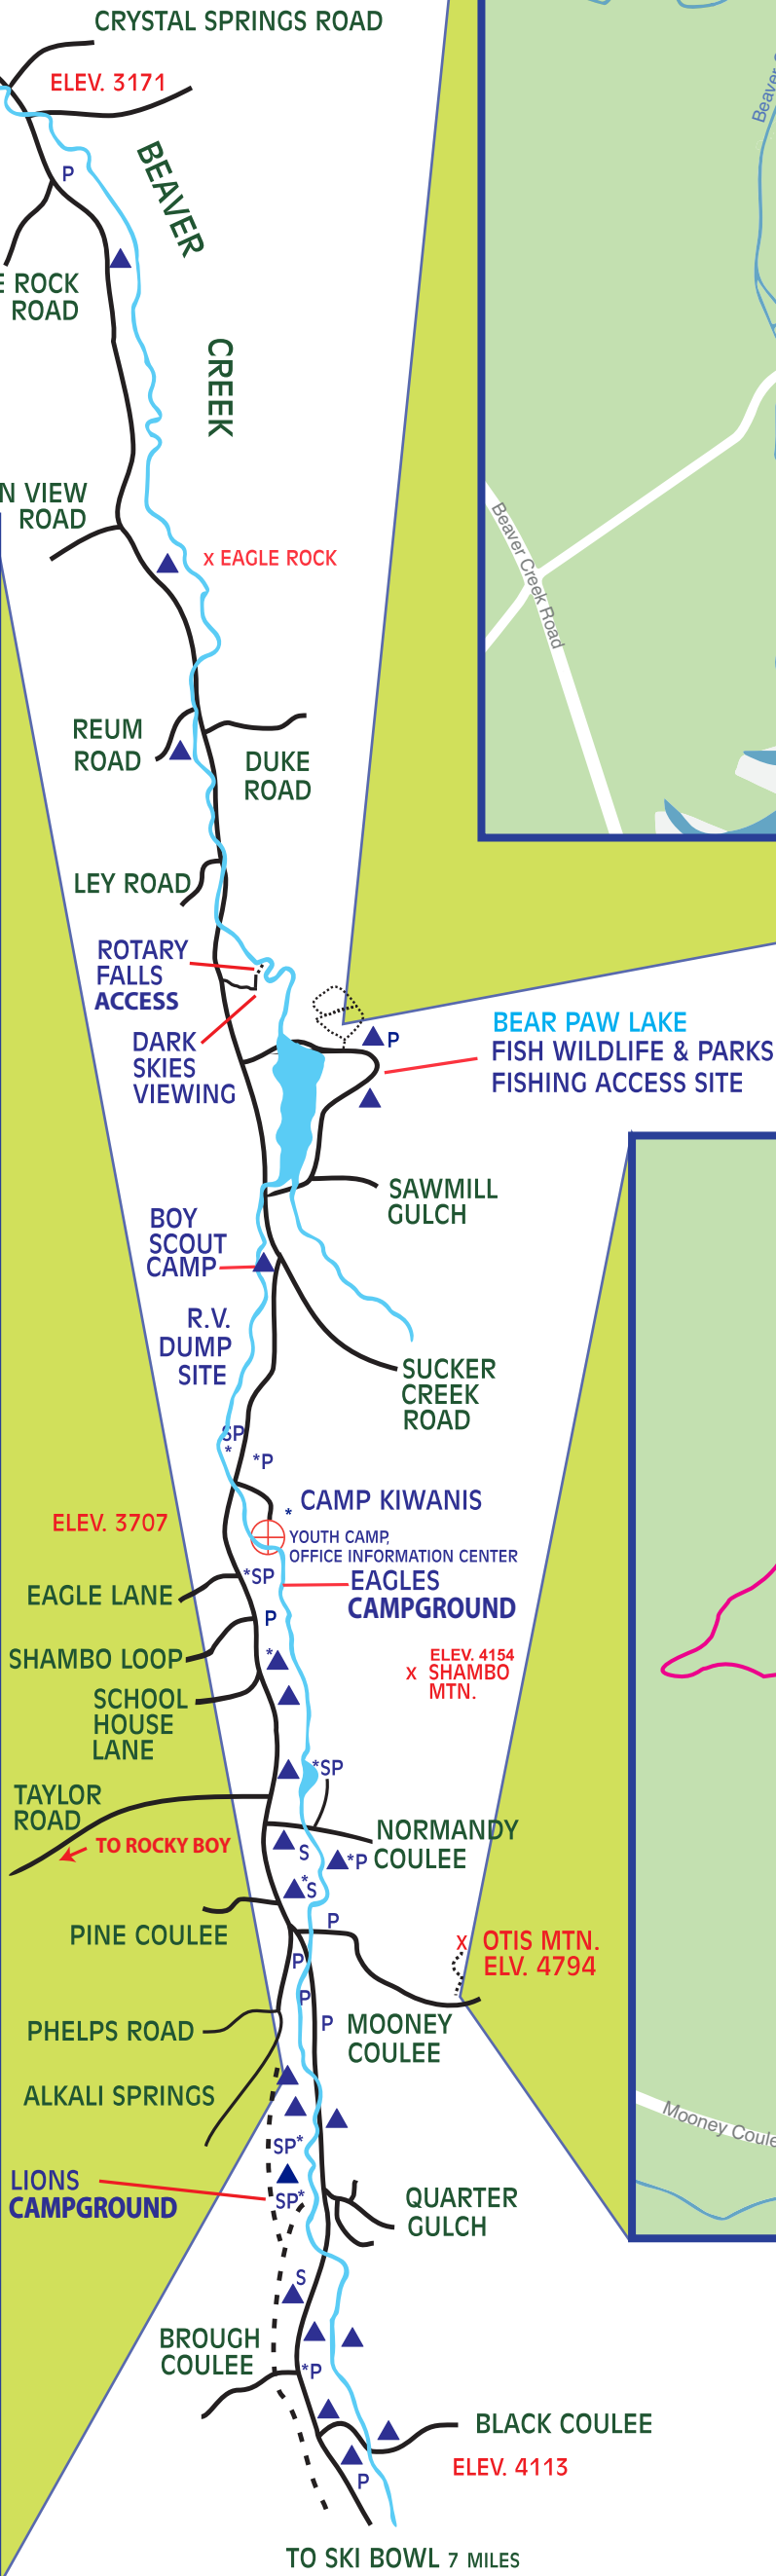 CRYSTAL SPRINGS ROAD
ELEV. 3171
P
BEAVER
CREEK
ROCK
ROAD
VIEW
ROAD
x EAGLE ROCK
Beaver Creek Road
REUM
ROAD
DUKE
ROAD
LEY ROAD
ROTARY
FALLS
ACCESS
DARK
SKIES
VIEWING
P
BEAR PAW LAKE
FISH WILDLIFE & PARKS
FISHING ACCESS SITE
SAWMILL
GULCH
BOY
SCOUT
CAMP
R.V.
DUMP
SITE
SUCKER
CREEK
ROAD
SP
*
*P
* CAMP KIWANIS
YOUTH CAMP,
OFFICE INFORMATION CENTER
ELEV. 3707
*SP
EAGLES
CAMPGROUND
EAGLE LANE
P
SHAMBO LOOP
*
ELEV. 4154
x SHAMBO
MTN.
SCHOOL
HOUSE
LANE
*SP
TAYLOR
ROAD
TO ROCKY BOY
NORMANDY
COULEE
S
*P
*S
P
PINE COULEE
x OTIS MTN.
ELV. 4794
P
P
P
MOONEY
COULEE
PHELPS ROAD
ALKALI SPRINGS
Mooney
SP*
LIONS
CAMPGROUND
SP*
QUARTER
GULCH
S
BROUGH
COULEE
*P
BLACK COULEE
ELEV. 4113
P
TO SKI BOWL 7 MILES